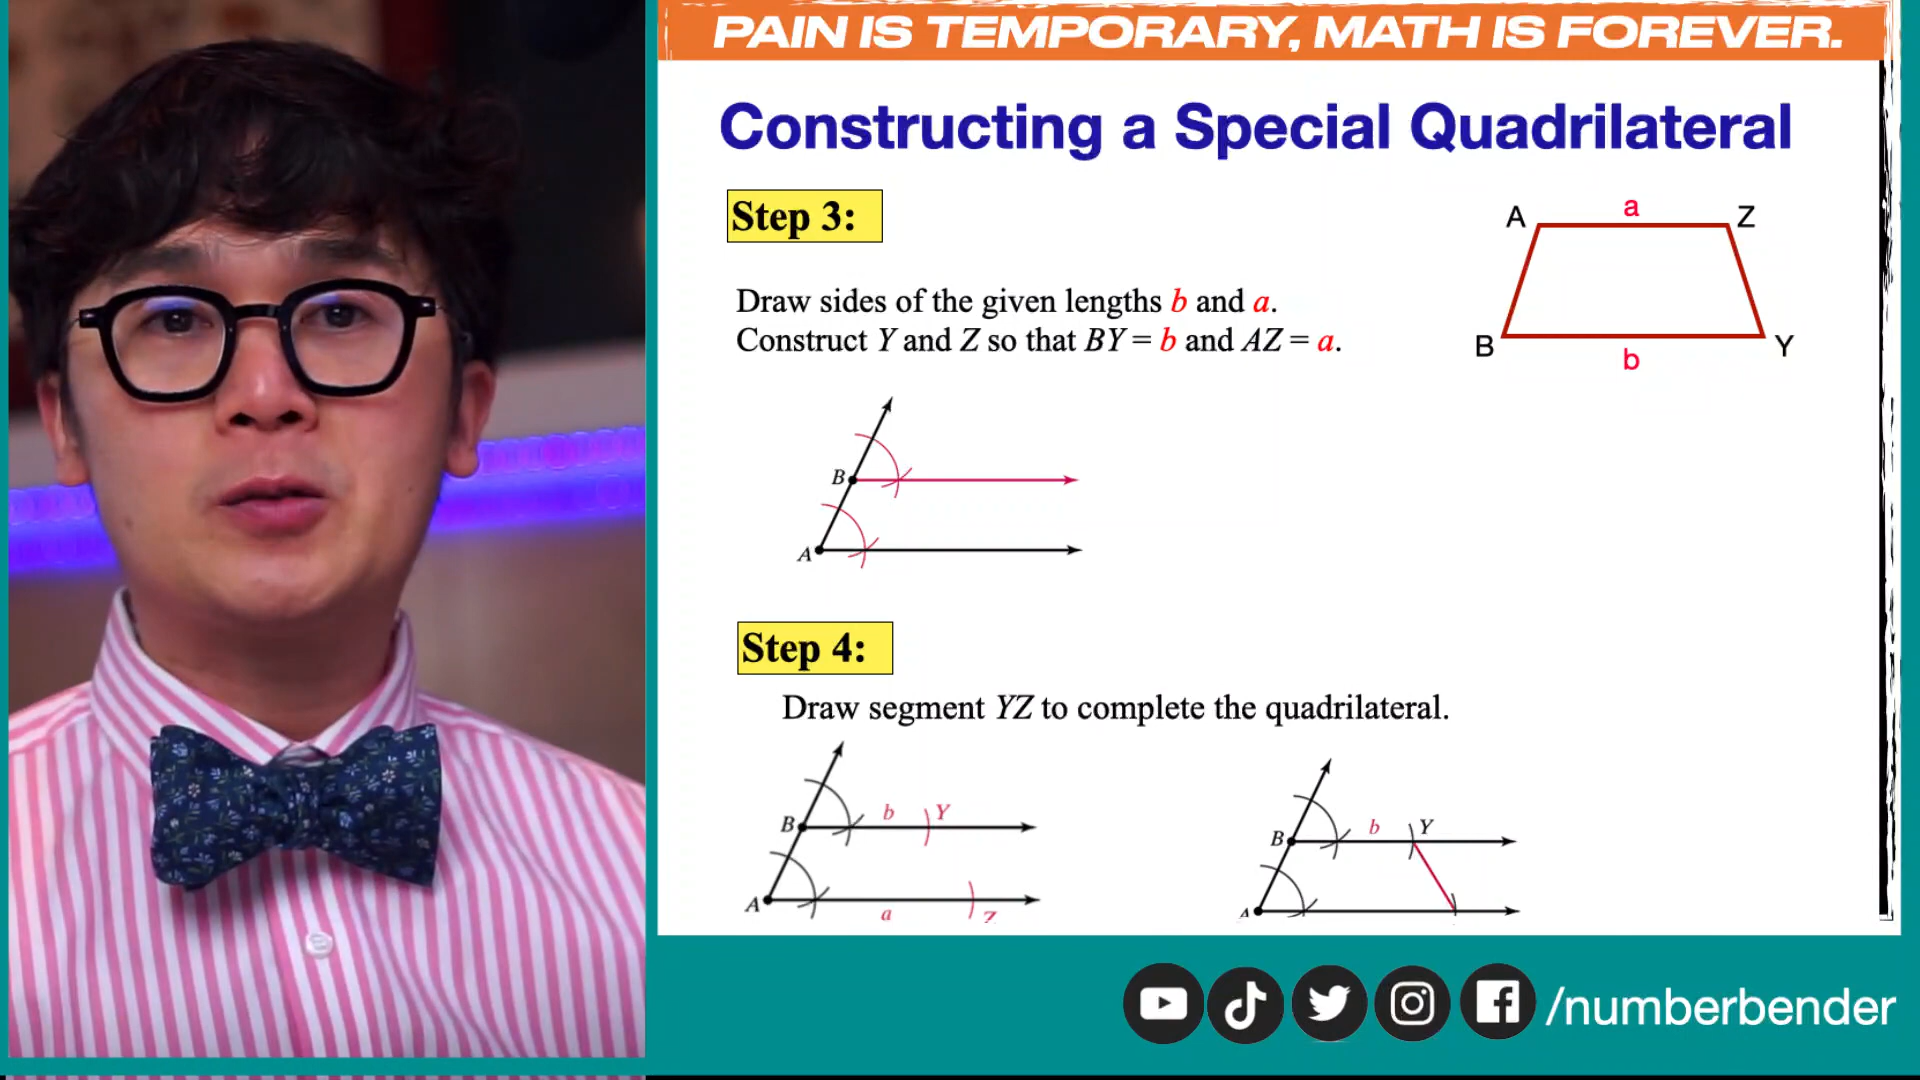 PAIN IS TEMPORARY, MATH IS FOREVER.
Constructing a Special Quadrilateral
Step 3:
A a Z
B b Y
Draw sides of the given lengths b and a.
Construct Y and Z so that BY = b and AZ = a.
B
A
Step 4:
Draw segment YZ to complete the quadrilateral.
B b Y
A a Z
B b Y
A
/numberbender